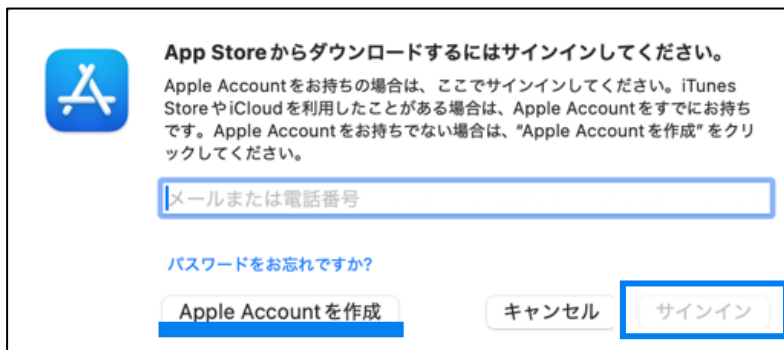 App Storeからダウンロードするにはサインインしてください。
Apple Accountをお持ちの場合は、ここでサインインしてください。iTunes
StoreやiCloudを利用したことがある場合は、Apple Accountをすでにお持ち
です。Apple Accountをお持ちでない場合は、“Apple Accountを作成” をクリ
ックしてください。
メールまたは電話番号
パスワードをお忘れですか?
Apple Accountを作成 キャンセル サインイン